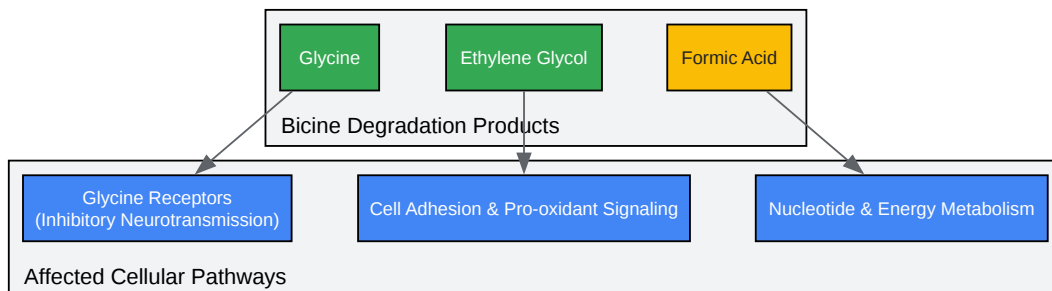 Glycine
Ethylene Glycol
Formic Acid
Bicine Degradation Products
Glycine Receptors
(Inhibitory Neurotransmission)
Cell Adhesion & Pro-oxidant Signaling
Nucleotide & Energy Metabolism
Affected Cellular Pathways